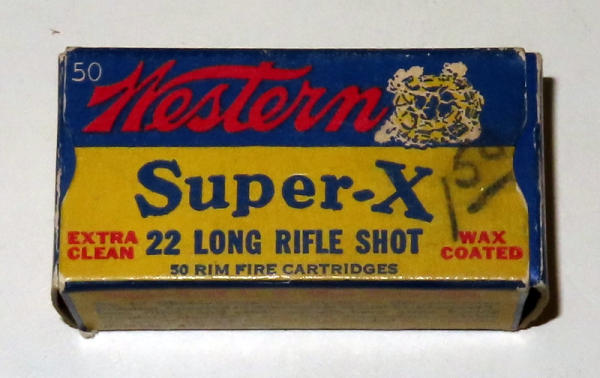 50
Western
Super-X
EXTRA CLEAN
22 LONG RIFLE SHOT
WAX COATED
50 RIM FIRE CARTRIDGES